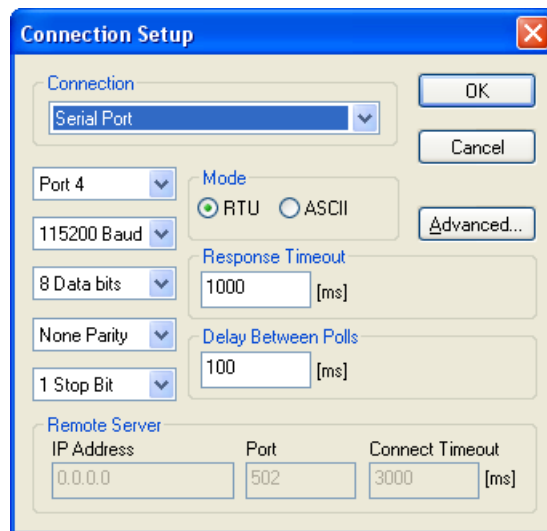 Connection Setup
Connection
Serial Port
OK
Cancel
Advanced...
Port 4
115200 Baud
8 Data bits
None Parity
1 Stop Bit
Mode
RTU ASCII
Response Timeout
1000 [ms]
Delay Between Polls
100 [ms]
Remote Server
IP Address Port Connect Timeout
0.0.0.0 502 3000 [ms]